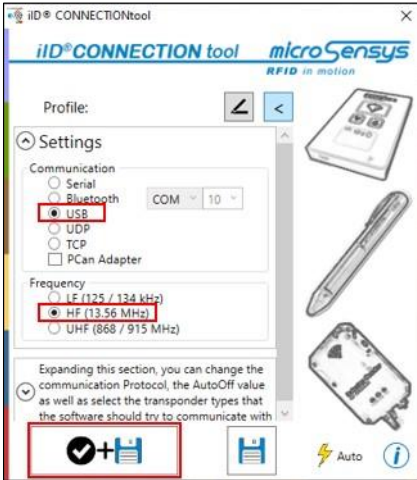 iID® CONNECTIONtool
iID®CONNECTION tool
microSensys
RFID in motion
Profile:
<
Settings
Communication
Serial
Bluetooth
COM
10
USB
UDP
TCP
PCan Adapter
Frequency
LF (125 / 134 kHz)
HF (13.56 MHz)
UHF (868 / 915 MHz)
Expanding this section, you can change the
communication Protocol, the AutoOff value
as well as select the transponder types that
the software should try to communicate with
+
Auto
i